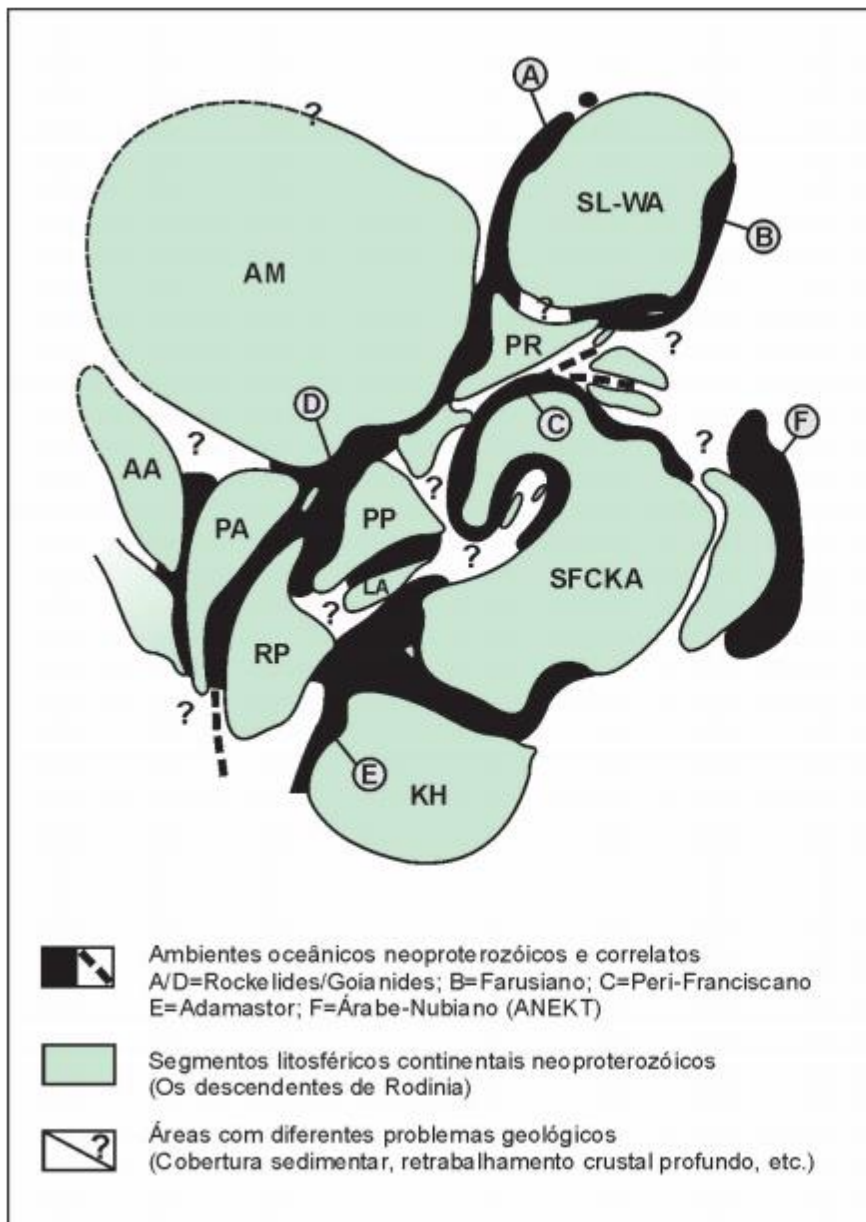 ?
A
SL-WA
B
AM
?
PR
?
D
C
F
?
?
AA
?
PA
PP
?
SFCKA
LA
?
RP
?
E
KH
Ambientes oceânicos neoproterozóicos e correlatos
A/D=Rockelides/Goianides; B=Farusiano; C=Peri-Franciscano
E=Adamastor; F=Árabe-Nubiano (ANEKT)
Segmentos litosféricos continentais neoproterozóicos
(Os descendentes de Rodinia)
?
Áreas com diferentes problemas geológicos
(Cobertura sedimentar, retrabalhamento crustal profundo, etc.)